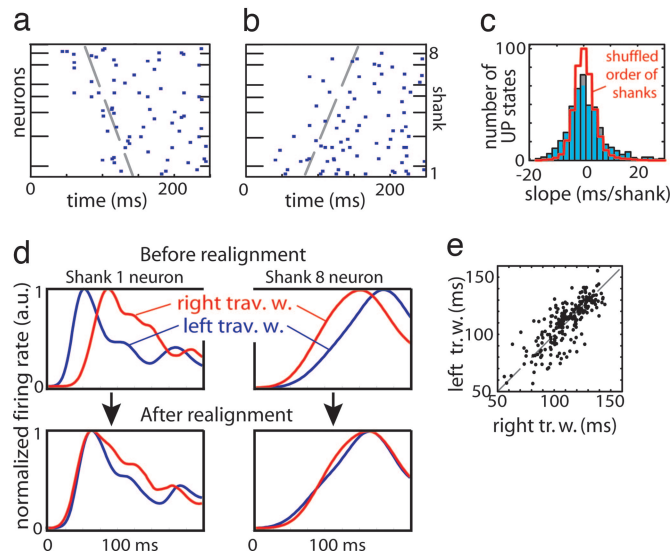 a
b
c
neurons
0
time (ms)
200
0
time (ms)
200
8
shank
1
100
number of
UP states
shuffled
order of
shanks
-20
0
20
slope (ms/shank)
d
Before realignment
Shank 1 neuron
Shank 8 neuron
normalized firing rate (a.u.)
1
0
right trav. w.
left trav. w.
After realignment
1
0
0
100 ms
0
100 ms
e
left tr. w. (ms)
150
100
50
50
100
150
right tr. w. (ms)